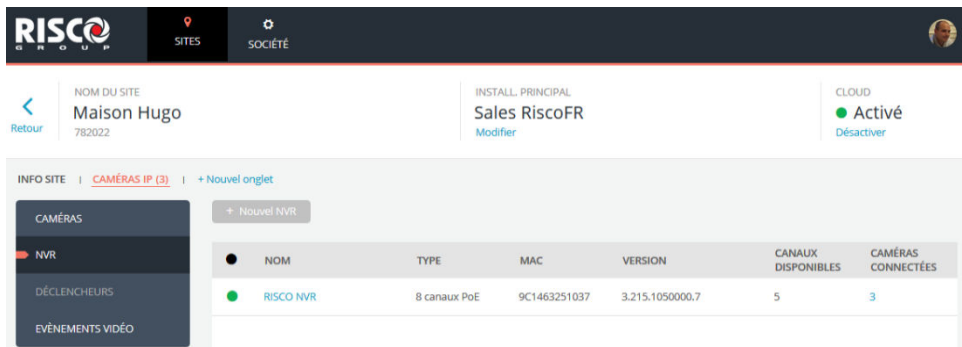 RISCO
GROUP
SITES
SOCIÉTÉ
Retour
NOM DU SITE
Maison Hugo
782022
INSTALL. PRINCIPAL
Sales RiscoFR
Modifier
CLOUD
Activé
Désactiver
INFO SITE | CAMÉRAS IP (3) | + Nouvel onglet
CAMÉRAS
NVR
DÉCLENCHEURS
EVÈNEMENTS VIDÉO
+ Nouvel NVR
NOM TYPE MAC VERSION CANAUX DISPONIBLES CAMÉRAS CONNECTÉES
RISCO NVR 8 canaux PoE 9C1463251037 3.215.1050000.7 5 3